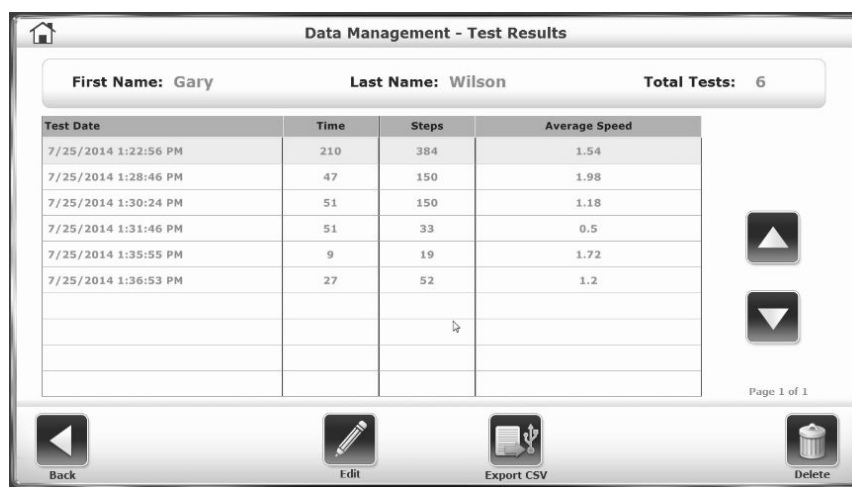 Data Management - Test Results
First Name: Gary Last Name: Wilson Total Tests: 6
Test Date Time Steps Average Speed
7/25/2014 1:22:56 PM 210 384 1.54
7/25/2014 1:28:46 PM 47 150 1.98
7/25/2014 1:30:24 PM 51 150 1.18
7/25/2014 1:31:46 PM 51 33 0.5
7/25/2014 1:35:55 PM 9 19 1.72
7/25/2014 1:36:53 PM 27 52 1.2
Page 1 of 1
Back Edit Export CSV Delete